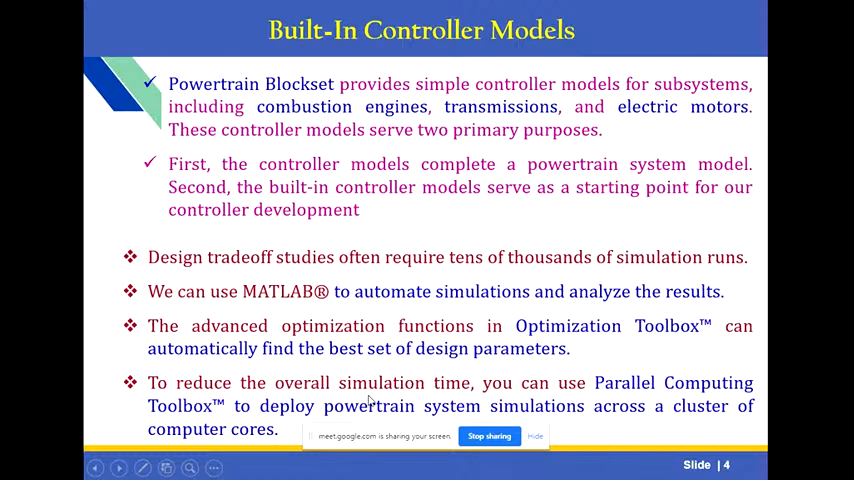 Built-In Controller Models
✓ Powertrain Blockset provides simple controller models for subsystems,
including combustion engines, transmissions, and electric motors.
These controller models serve two primary purposes.
✓ First, the controller models complete a powertrain system model.
Second, the built-in controller models serve as a starting point for our
controller development
❖ Design tradeoff studies often require tens of thousands of simulation runs.
❖ We can use MATLAB® to automate simulations and analyze the results.
❖ The advanced optimization functions in Optimization Toolbox™ can
automatically find the best set of design parameters.
❖ To reduce the overall simulation time, you can use Parallel Computing
Toolbox™ to deploy powertrain system simulations across a cluster of
computer cores.
meet.google.com is sharing your screen. Stop sharing Hide
Slide | 4